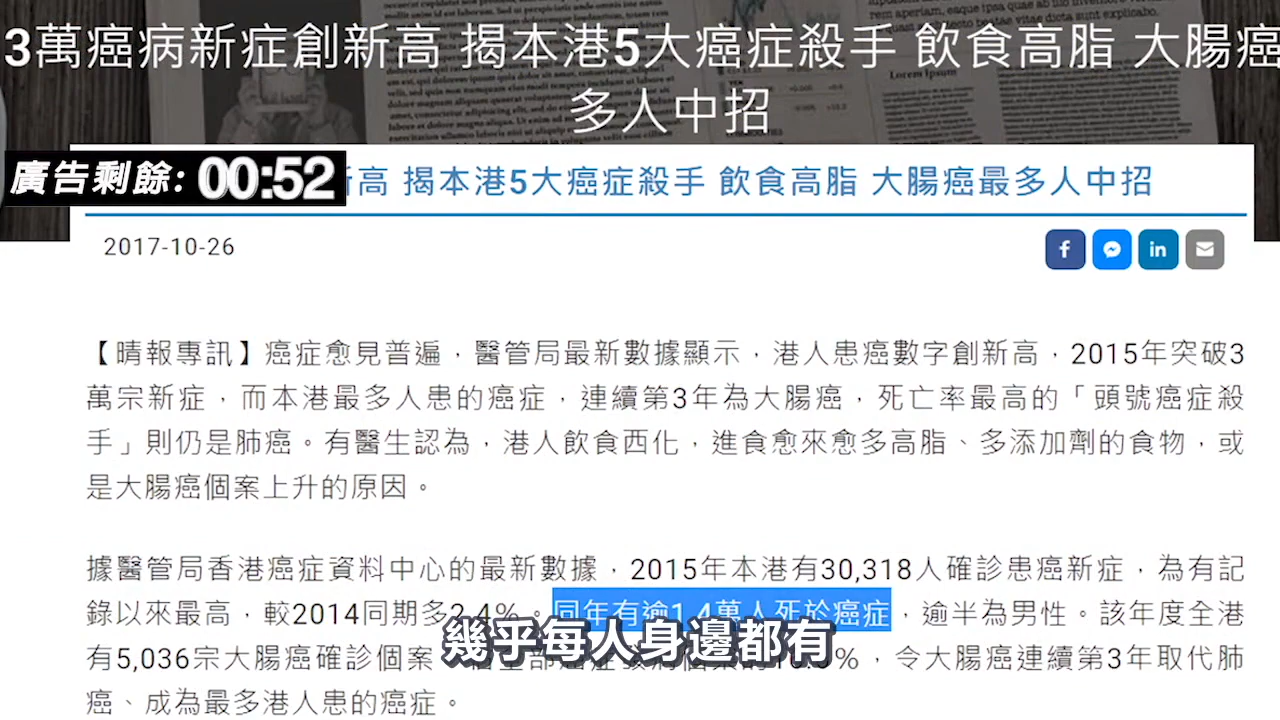 3萬癌病新症創新高 揭本港5大癌症殺手 飲食高脂 大腸癌
多人中招
廣告剩餘: 00:52
新高 揭本港5大癌症殺手 飲食高脂 大腸癌最多人中招
2017-10-26
【晴報專訊】癌症愈見普遍，醫管局最新數據顯示，港人患癌數字創新高，2015年突破3
萬宗新症，而本港最多人患的癌症，連續第3年為大腸癌，死亡率最高的「頭號癌症殺
手」則仍是肺癌。有醫生認為，港人飲食西化，進食愈來愈多高脂、多添加劑的食物，或
是大腸癌個案上升的原因。
據醫管局香港癌症資料中心的最新數據，2015年本港有30,318人確診患癌新症，為有記
錄以來最高，較2014同期多2.4%。同年有逾1.4萬人死於癌症，逾半為男性。該年度全港
有5,036宗大腸癌確診個案，%，令大腸癌連續第3年取代肺
癌、成為最多港人患的癌症。
幾乎每人身邊都有